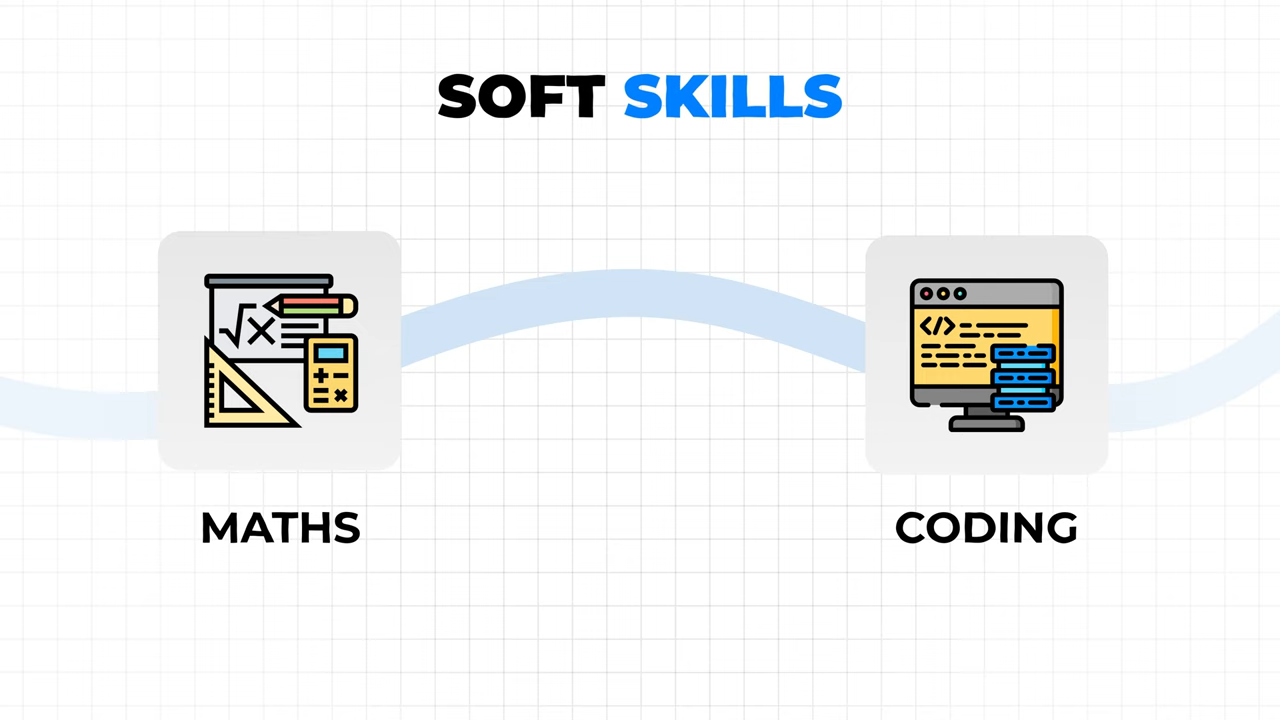 SOFT SKILLS
√x
</>
MATHS
CODING